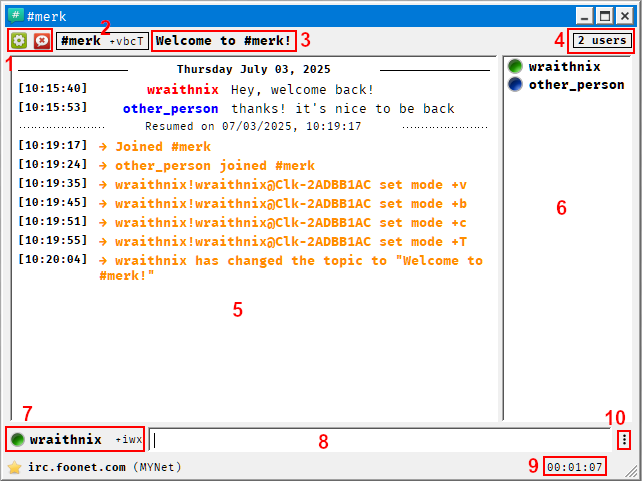 #merk
2
#merk +vbcT Welcome to #merk! 3 4 2 users
1
Thursday July 03, 2025
[10:15:40] wraithnix Hey, welcome back!
[10:15:53] other_person thanks! it's nice to be back
Resumed on 07/03/2025, 10:19:17
[10:19:17] → Joined #merk
[10:19:24] → other_person joined #merk
[10:19:35] → wraithnix!wraithnix@Clk-2ADBB1AC set mode +v
[10:19:45] → wraithnix!wraithnix@Clk-2ADBB1AC set mode +b
[10:19:51] → wraithnix!wraithnix@Clk-2ADBB1AC set mode +c
[10:19:55] → wraithnix!wraithnix@Clk-2ADBB1AC set mode +T
[10:20:04] → wraithnix has changed the topic to "Welcome to
#merk!"
5
wraithnix
other_person
6
7
10
wraithnix +iwx
8
irc.foonet.com (MYNet)
9 00:01:07